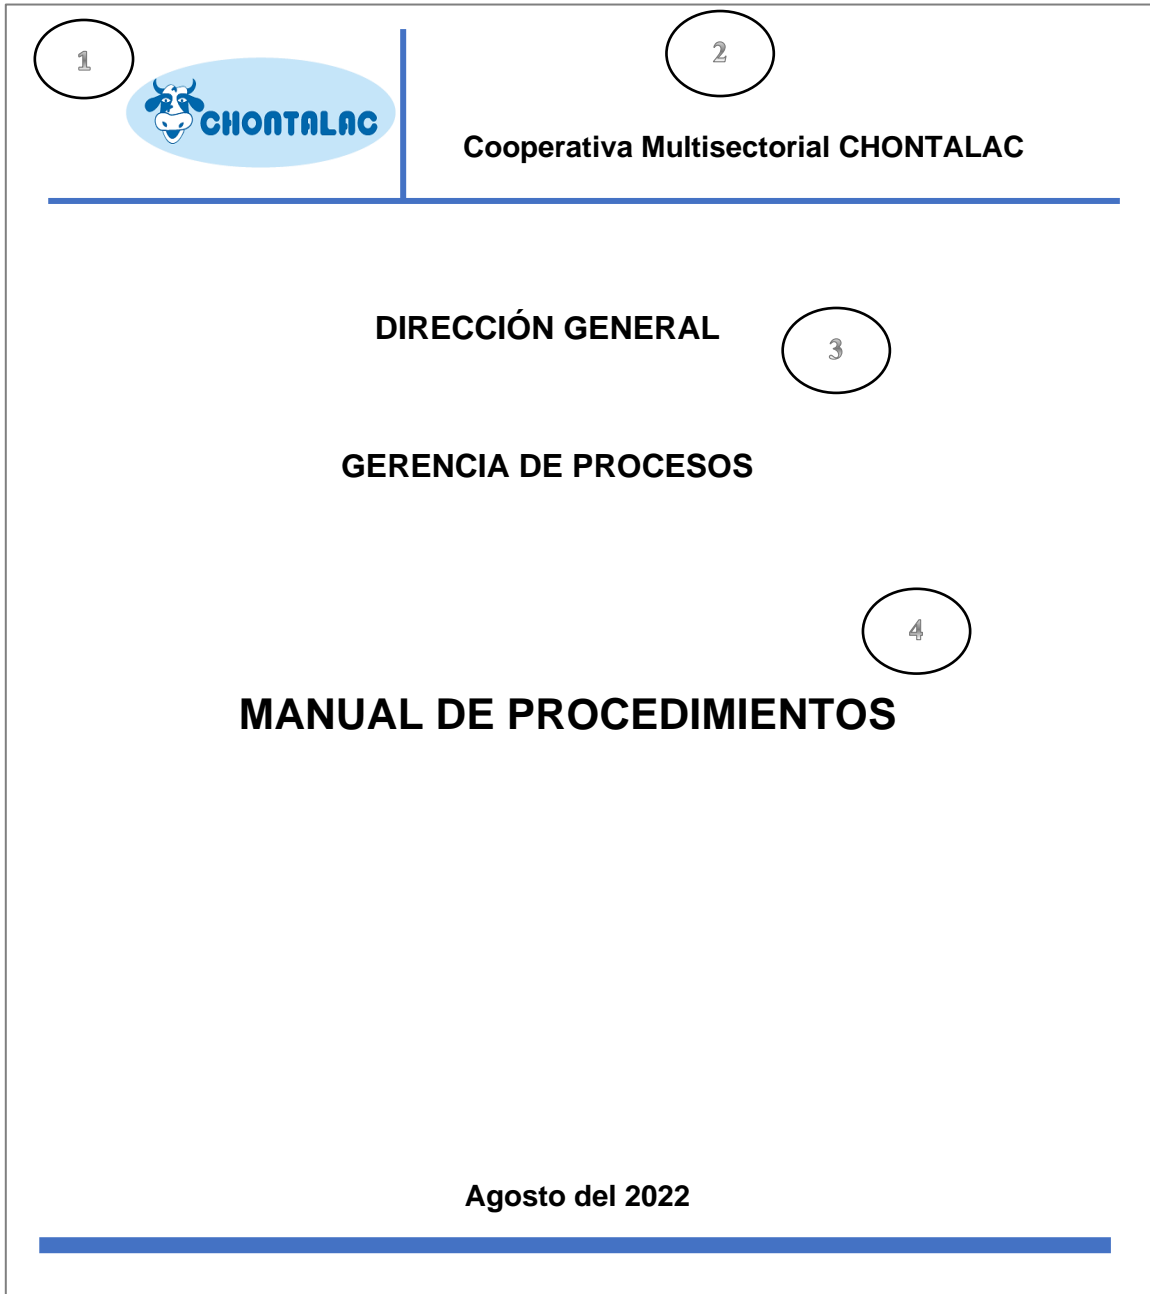 1
2
CHONTALAC
Cooperativa Multisectorial CHONTALAC
DIRECCIÓN GENERAL
3
GERENCIA DE PROCESOS
4
MANUAL DE PROCEDIMIENTOS
Agosto del 2022